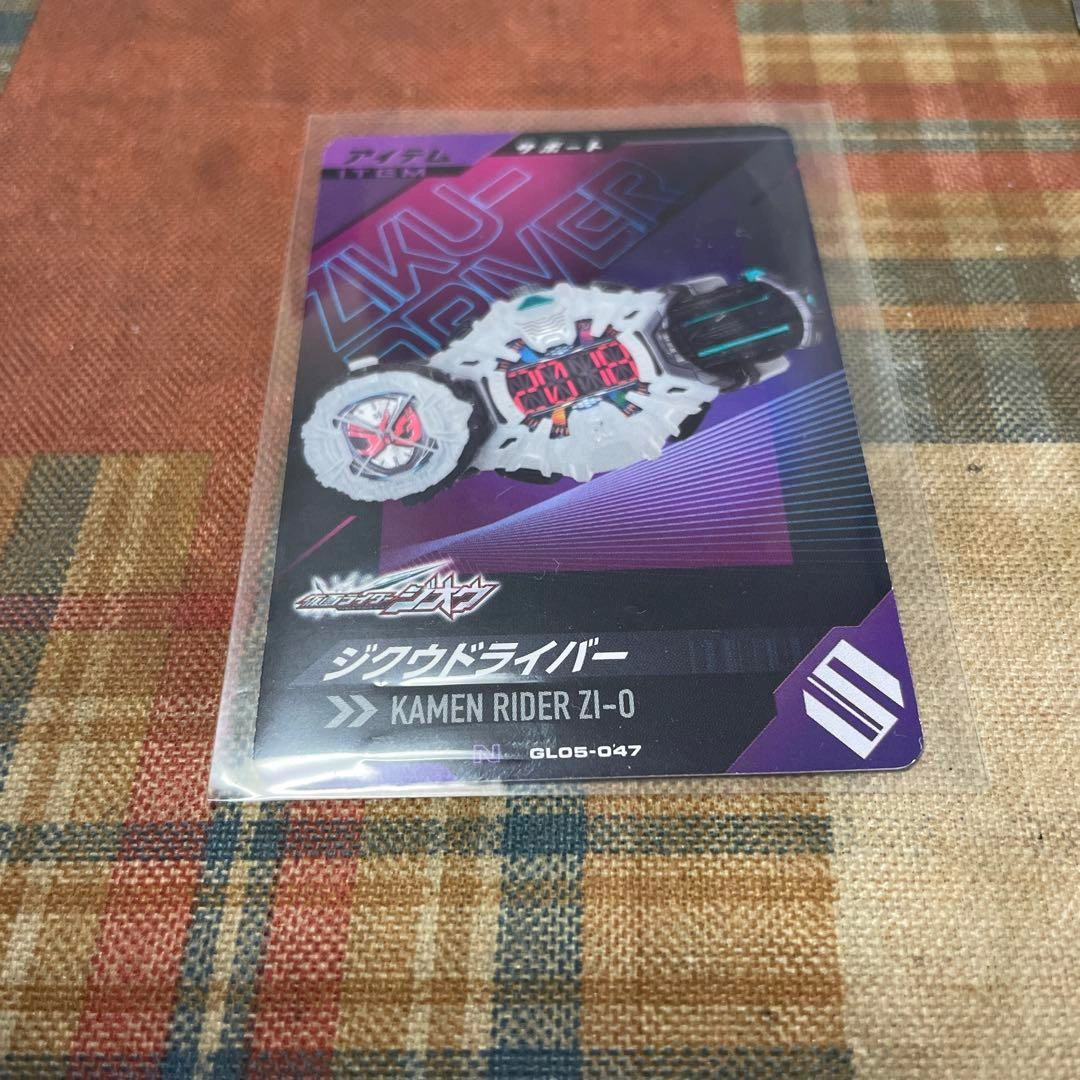 アイテム
サポート
ITEM
ZIKU-
DRIVER
2018
仮面ライダージオウ
ジクウドライバー
KAMEN RIDER ZI-O
N GL05-047